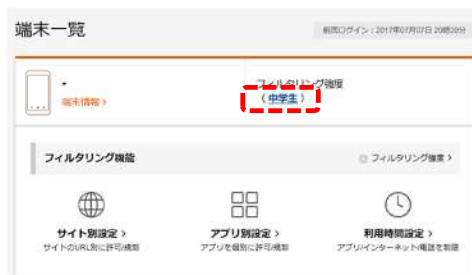 端末一覧
前回ログイン：2017年07月07日 20時20分
-
端末情報 >
フィルタリング強度
（中学生）
フィルタリング機能
フィルタリング強度 >
サイト別設定 >
サイトのURL別に許可/規制
アプリ別設定 >
アプリを個別に許可/規制
利用時間設定 >
アプリ/インターネット/電話を制限